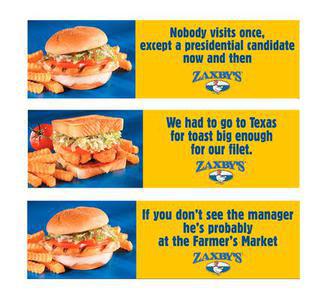 Nobody visits once,
except a presidential candidate
now and then
ZAXBY'S
We had to go to Texas
for toast big enough
for our filet.
ZAXBY'S
If you don't see the manager
he's probably
at the Farmer's Market
ZAXBY'S